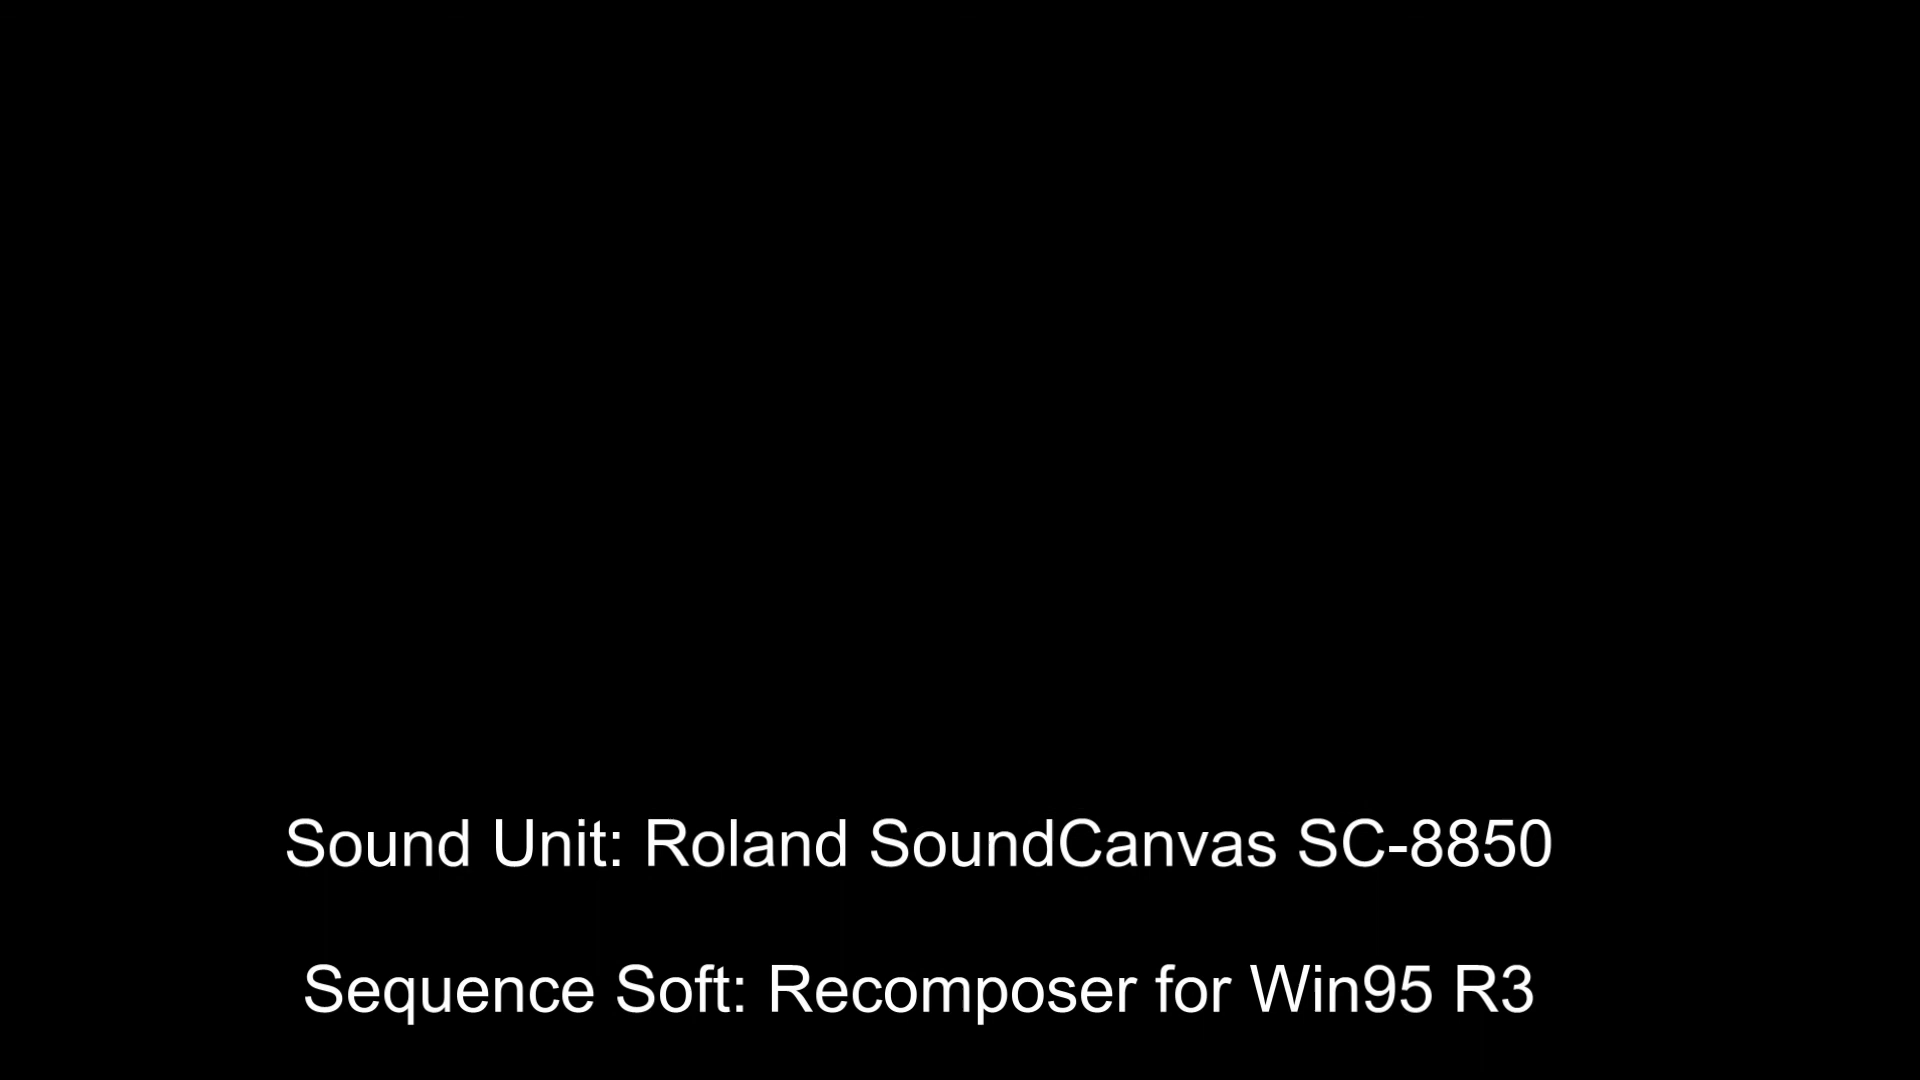 Sound Unit: Roland SoundCanvas SC-8850
Sequence Soft: Recomposer for Win95 R3